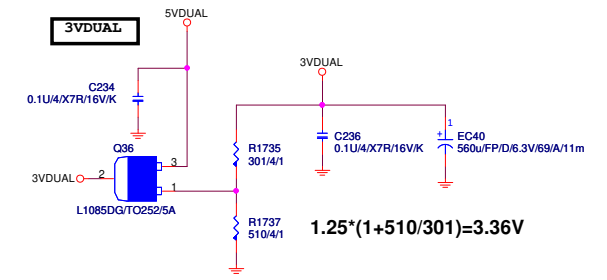 5VDUAL
3VDUAL
C234
0.1U/4/X7R/16V/K
3VDUAL
Q36
3
3VDUAL
2
1
L1085DG/TO252/5A
R1735
301/4/1
R1737
510/4/1
C236
0.1U/4/X7R/16V/K
1
+
EC40
560u/FP/D/6.3V/69/A/11m
1.25*(1+510/301)=3.36V